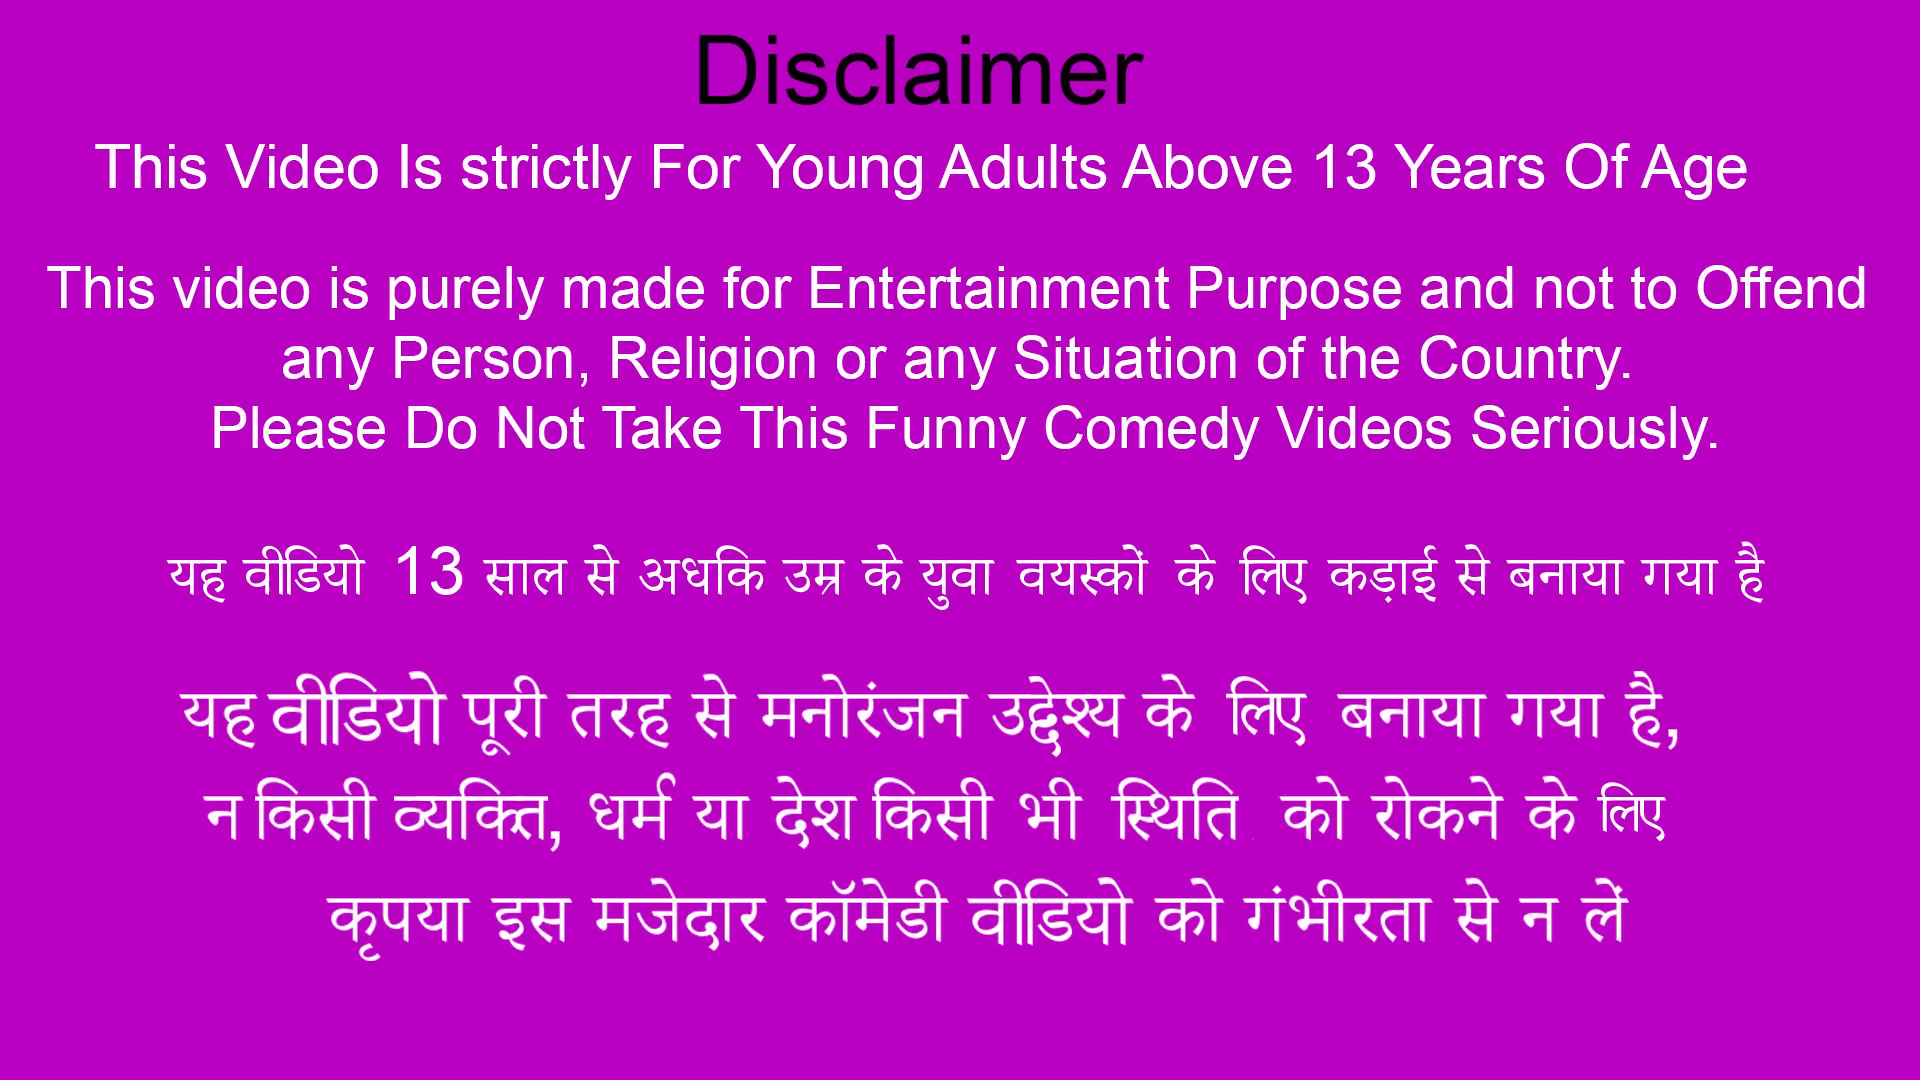 Disclaimer
This Video Is strictly For Young Adults Above 13 Years Of Age
This video is purely made for Entertainment Purpose and not to Offend
any Person, Religion or any Situation of the Country.
Please Do Not Take This Funny Comedy Videos Seriously.
यह वीडियो 13 साल से अधकि उम्र के युवा वयस्कों के लिए कड़ाई से बनाया गया है
यह वीडियो पूरी तरह से मनोरंजन उद्देश्य के लिए बनाया गया है,
न किसी व्यक्ति, धर्म या देश किसी भी स्थिति को रोकने के लिए
कृपया इस मजेदार कॉमेडी वीडियो को गंभीरता से न लें